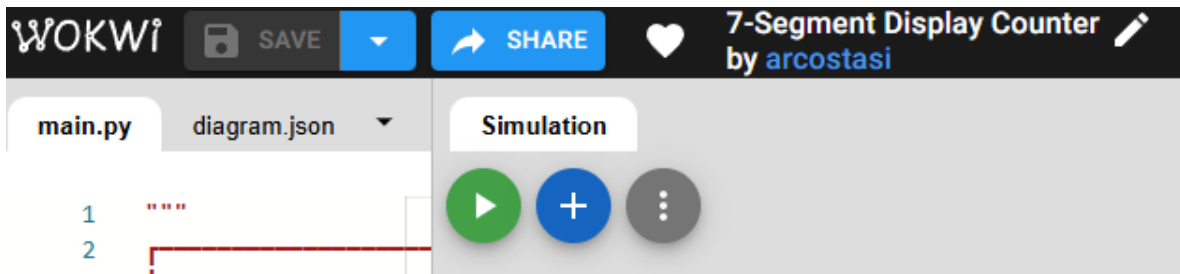 WOKWi SAVE SHARE 7-Segment Display Counter
by arcostasi
main.py diagram.json Simulation
1 """
2